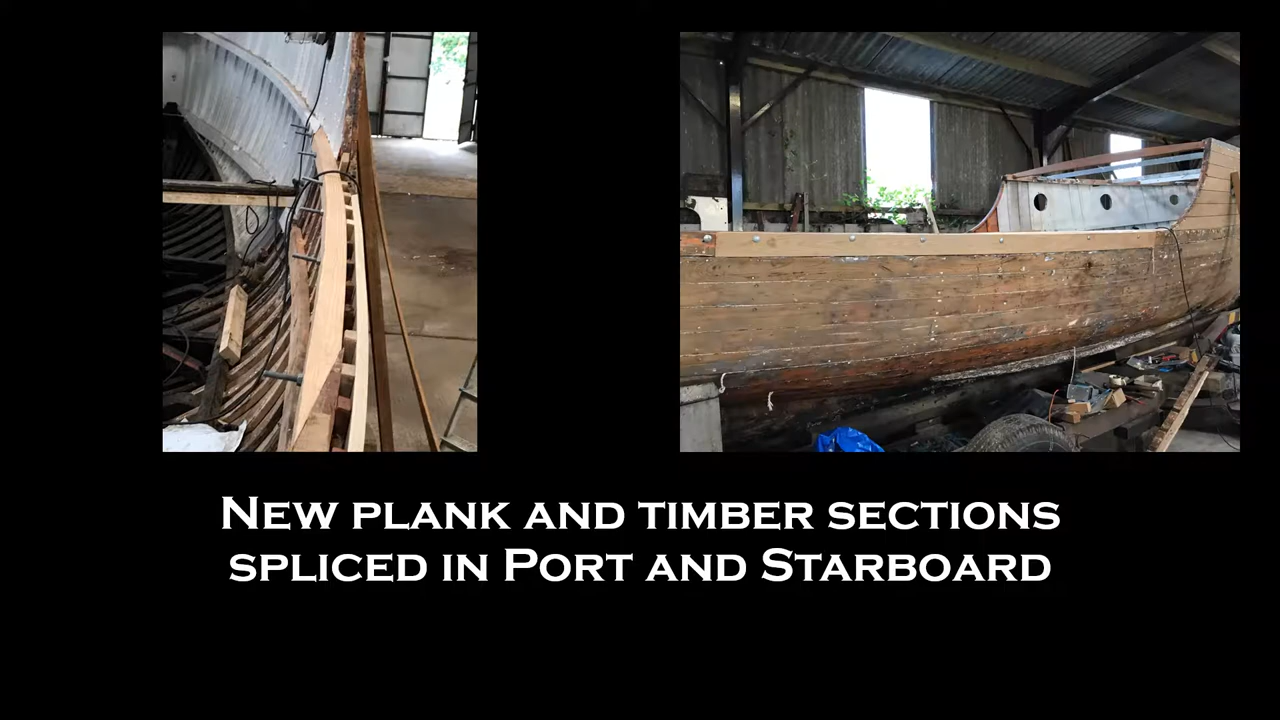 New plank and timber sections
spliced in Port and Starboard